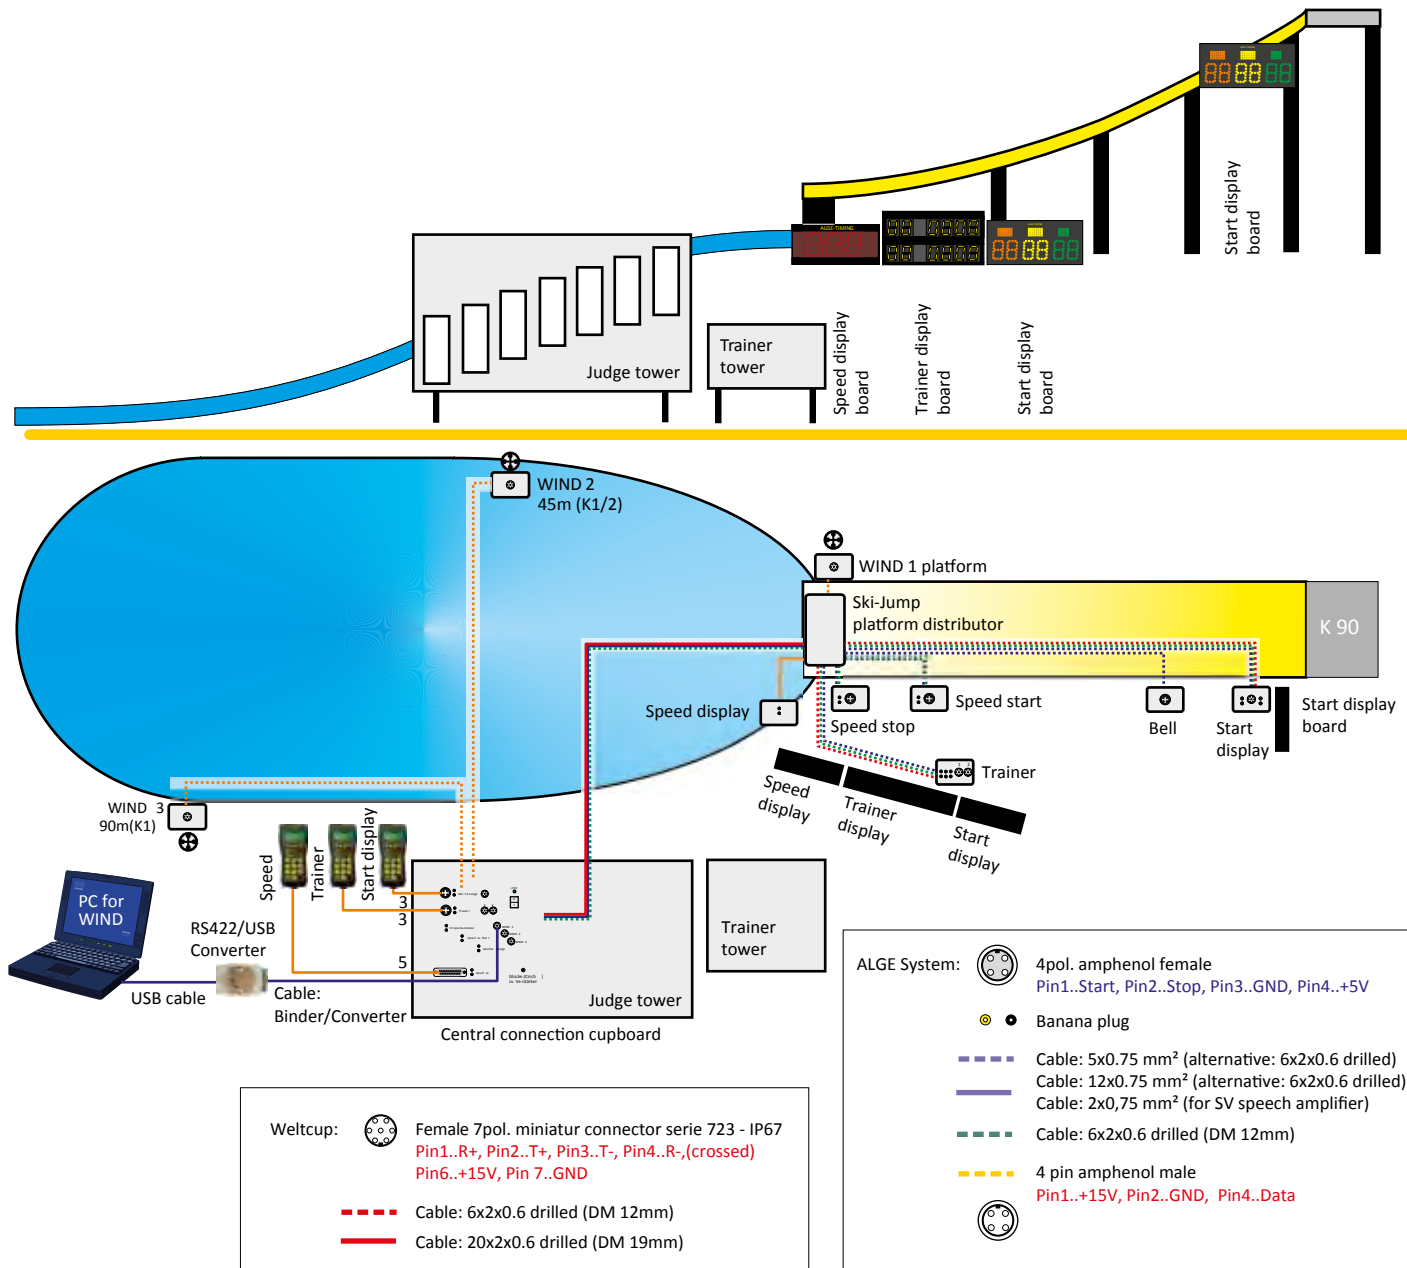 ALGE-TIMING
Start display
board
Judge tower
Trainer
tower
Speed display
board
Trainer display
board
Start display
board
WIND 2
45m (K1/2)
WIND 1 platform
Ski-Jump
platform distributor
K 90
Speed display
Speed stop
Speed start
Bell
Start
display
Start display
board
Trainer
Speed
display
Trainer
display
Start
display
WIND 3
90m(K1)
Speed
Trainer
Start display
3
3
5
PC for
WIND
RS422/USB
Converter
USB cable
Cable:
Binder/Converter
Judge tower
Central connection cupboard
Trainer
tower
ALGE System:
4pol. amphenol female
Pin1..Start, Pin2..Stop, Pin3..GND, Pin4..+5V
Banana plug
Cable: 5x0.75 mm² (alternative: 6x2x0.6 drilled)
Cable: 12x0.75 mm² (alternative: 6x2x0.6 drilled)
Cable: 2x0,75 mm² (for SV speech amplifier)
Cable: 6x2x0.6 drilled (DM 12mm)
4 pin amphenol male
Pin1..+15V, Pin2..GND, Pin4..Data
Weltcup:
Female 7pol. miniatur connector serie 723 - IP67
Pin1..R+, Pin2..T+, Pin3..T-, Pin4..R-,(crossed)
Pin6..+15V, Pin 7..GND
Cable: 6x2x0.6 drilled (DM 12mm)
Cable: 20x2x0.6 drilled (DM 19mm)